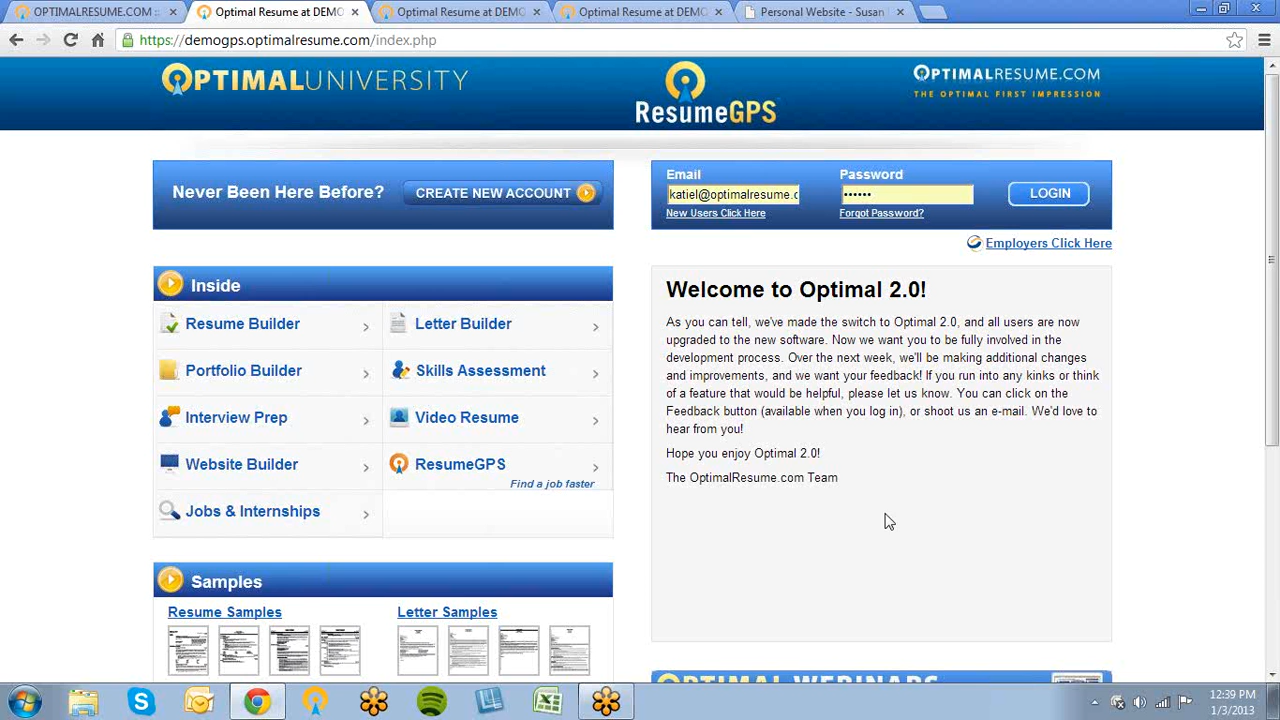 OPTIMALRESUME.COM ::
Optimal Resume at DEMO
Optimal Resume at DEMO
Optimal Resume at DEMO
Personal Website - Susan
https://demogps.optimalresume.com/index.php
OPTIMALUNIVERSITY
ResumeGPS
OPTIMALRESUME.COM
THE OPTIMAL FIRST IMPRESSION
Never Been Here Before?
CREATE NEW ACCOUNT
Email
Password
katiel@optimalresume.c
••••••
LOGIN
New Users Click Here
Forgot Password?
Employers Click Here
Inside
Resume Builder
Letter Builder
Portfolio Builder
Skills Assessment
Interview Prep
Video Resume
Website Builder
ResumeGPS
Find a job faster
Jobs & Internships
Welcome to Optimal 2.0!
As you can tell, we've made the switch to Optimal 2.0, and all users are now
upgraded to the new software. Now we want you to be fully involved in the
development process. Over the next week, we'll be making additional changes
and improvements, and we want your feedback! If you run into any kinks or think
of a feature that would be helpful, please let us know. You can click on the
Feedback button (available when you log in), or shoot us an e-mail. We'd love to
hear from you!
Hope you enjoy Optimal 2.0!
The OptimalResume.com Team
Samples
Resume Samples
Letter Samples
OPTIMAL WEBINARS
12:39 PM
1/3/2013